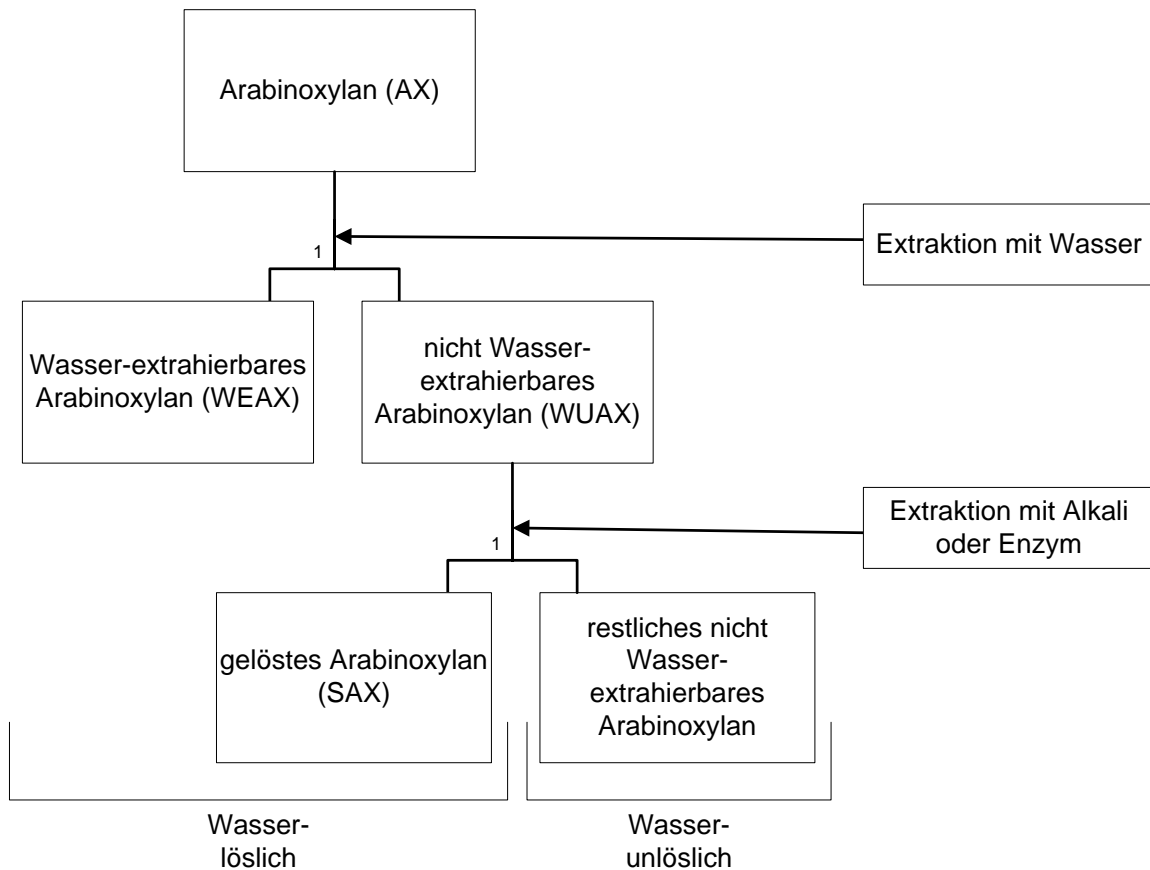 Arabinoxylan (AX)
1
Extraktion mit Wasser
Wasser-extrahierbares
Arabinoxylan (WEAX)
nicht Wasser-
extrahierbares
Arabinoxylan (WUAX)
Extraktion mit Alkali
oder Enzym
1
gelöstes Arabinoxylan
(SAX)
restliches nicht
Wasser-
extrahierbares
Arabinoxylan
Wasser-
löslich
Wasser-
unlöslich